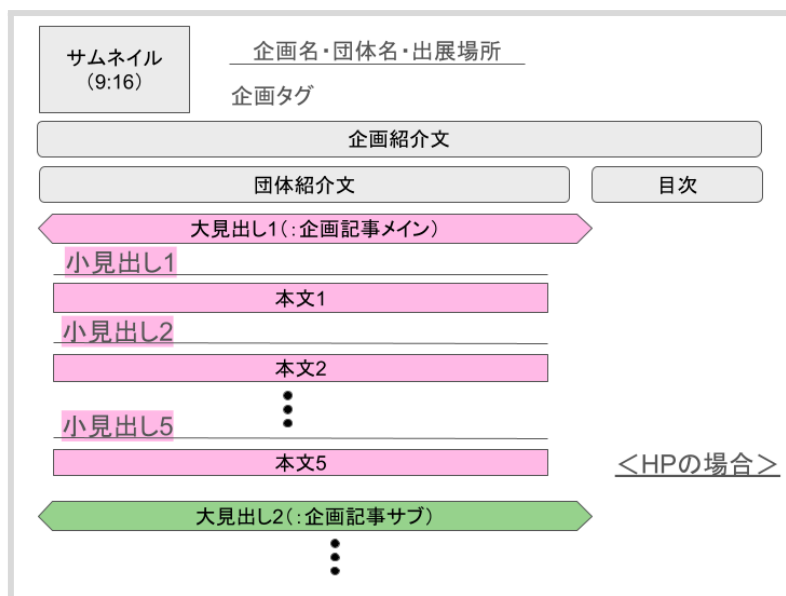 サムネイル
(9:16)
企画名・団体名・出展場所
企画タグ
企画紹介文
団体紹介文
目次
大見出し1(:企画記事メイン)
小見出し1
本文1
小見出し2
本文2
小見出し5
本文5
＜HPの場合＞
大見出し2(:企画記事サブ)